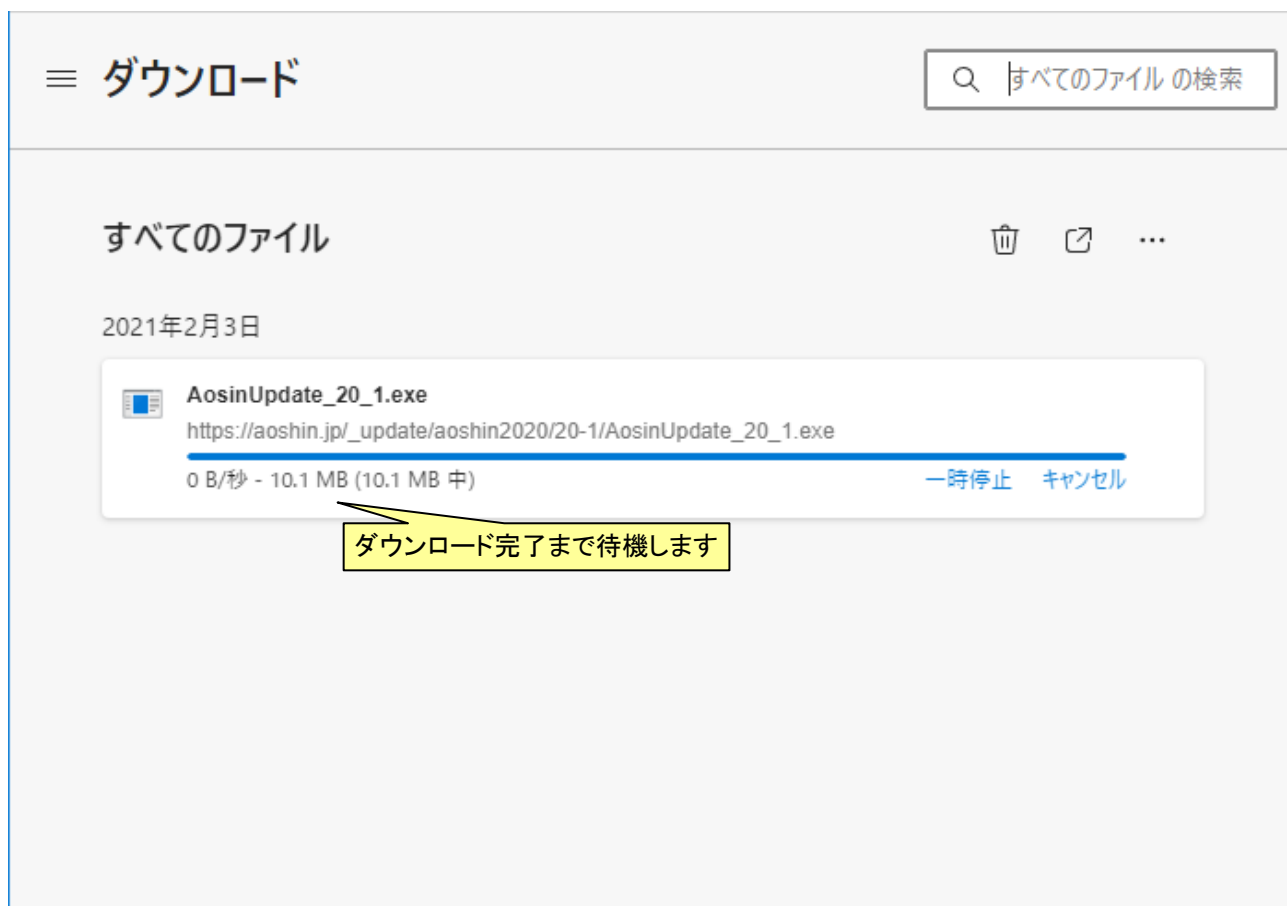 ダウンロード
すべてのファイル の検索
すべてのファイル
2021年2月3日
AosinUpdate_20_1.exe
https://aoshin.jp/_update/aoshin2020/20-1/AosinUpdate_20_1.exe
0 B/秒 - 10.1 MB (10.1 MB 中)
一時停止 キャンセル
ダウンロード完了まで待機します